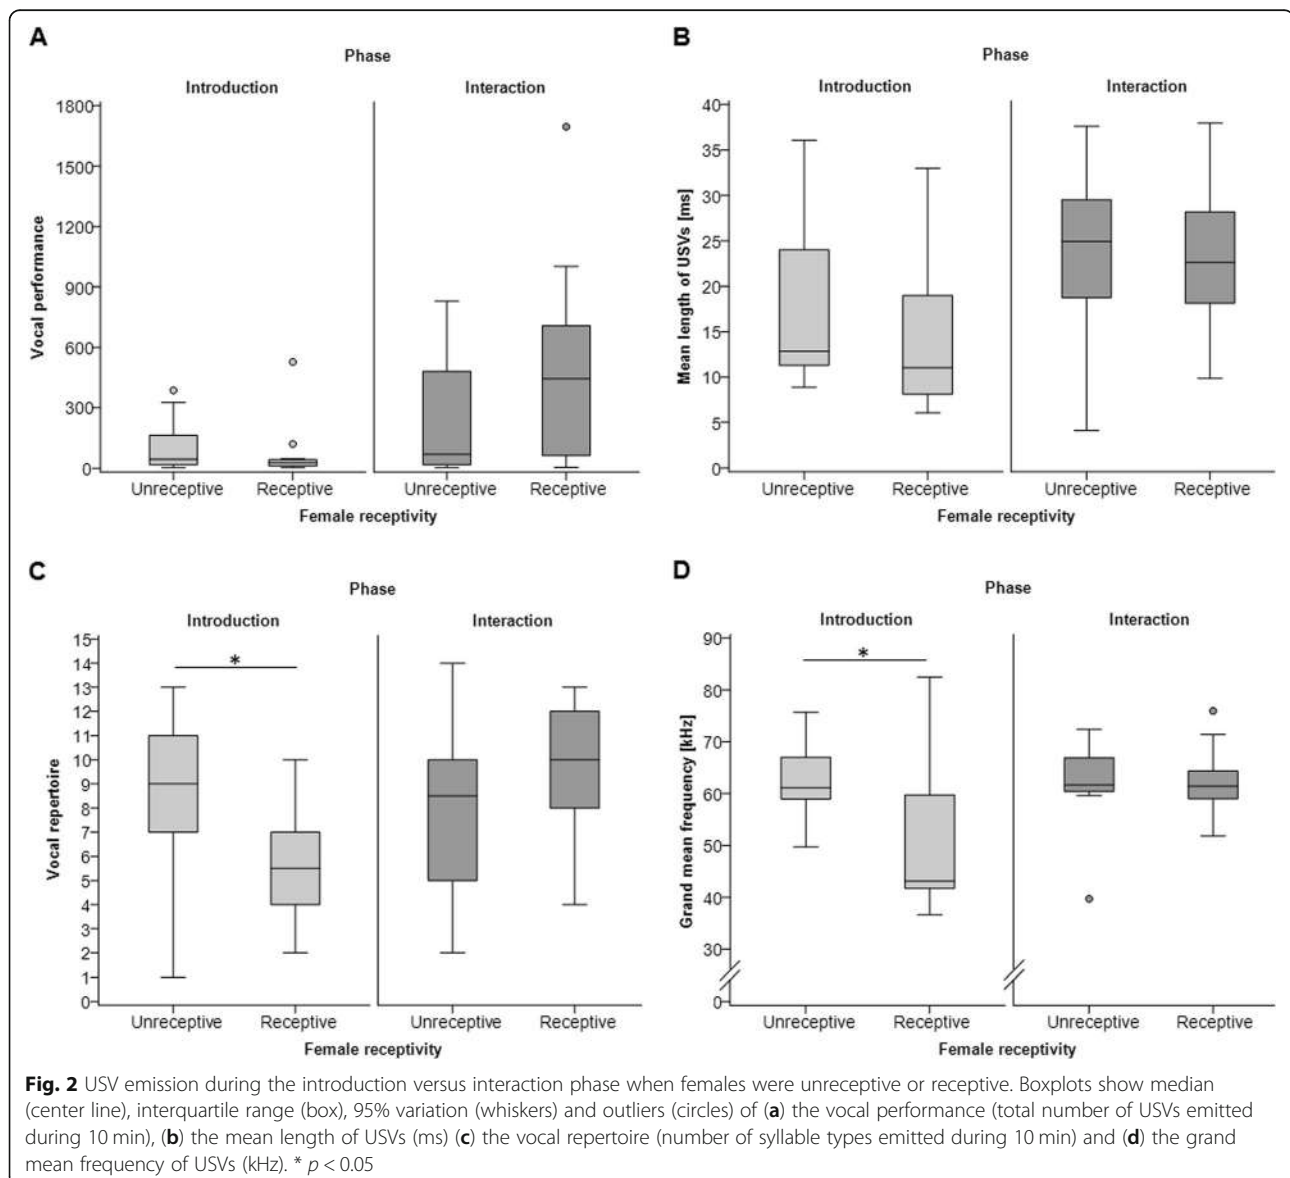 A
Phase
Introduction Interaction
1800
1500
1200
900
600
300
0
Vocal performance
Unreceptive Receptive Unreceptive Receptive
Female receptivity
B
Phase
Introduction Interaction
40
35
30
25
20
15
10
5
0
Mean length of USVs [ms]
Unreceptive Receptive Unreceptive Receptive
Female receptivity
C
Phase
Introduction Interaction
15
14
13
12
11
10
9
8
7
6
5
4
3
2
1
0
*
Vocal repertoire
Unreceptive Receptive Unreceptive Receptive
Female receptivity
D
Phase
Introduction Interaction
90
80
70
60
50
40
30
0
*
Grand mean frequency [kHz]
Unreceptive Receptive Unreceptive Receptive
Female receptivity
Fig. 2 USV emission during the introduction versus interaction phase when females were unreceptive or receptive. Boxplots show median
(center line), interquartile range (box), 95% variation (whiskers) and outliers (circles) of (a) the vocal performance (total number of USVs emitted
during 10 min), (b) the mean length of USVs (ms) (c) the vocal repertoire (number of syllable types emitted during 10 min) and (d) the grand
mean frequency of USVs (kHz). * p < 0.05